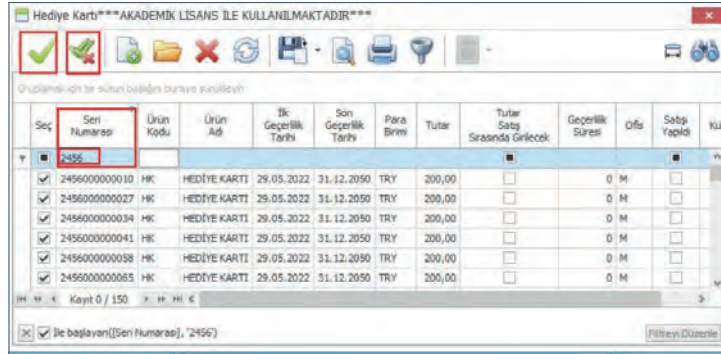 Hediye Kartı***AKADEMİK LİSANS İLE KULLANILMAKTADIR***
Gruplamak için bir sütun başlığını buraya sürükleyin
Seç Seri Numarası Ürün Kodu Ürün Adı İlk Geçerlilik Tarihi Son Geçerlilik Tarihi Para Birimi Tutar Tutar Satış Sırasında Girilecek Geçerlilik Süresi Ofis Satışı Yapıldı
2456
2456000000010 HK HEDİYE KARTI 29.05.2022 31.12.2050 TRY 200,00 0 M
2456000000027 HK HEDİYE KARTI 29.05.2022 31.12.2050 TRY 200,00 0 M
2456000000034 HK HEDİYE KARTI 29.05.2022 31.12.2050 TRY 200,00 0 M
2456000000041 HK HEDİYE KARTI 29.05.2022 31.12.2050 TRY 200,00 0 M
2456000000058 HK HEDİYE KARTI 29.05.2022 31.12.2050 TRY 200,00 0 M
2456000000065 HK HEDİYE KARTI 29.05.2022 31.12.2050 TRY 200,00 0 M
Kayıt 0 / 150
İle başlayan([Seri Numarası], '2456')
Filtreyi Düzenle